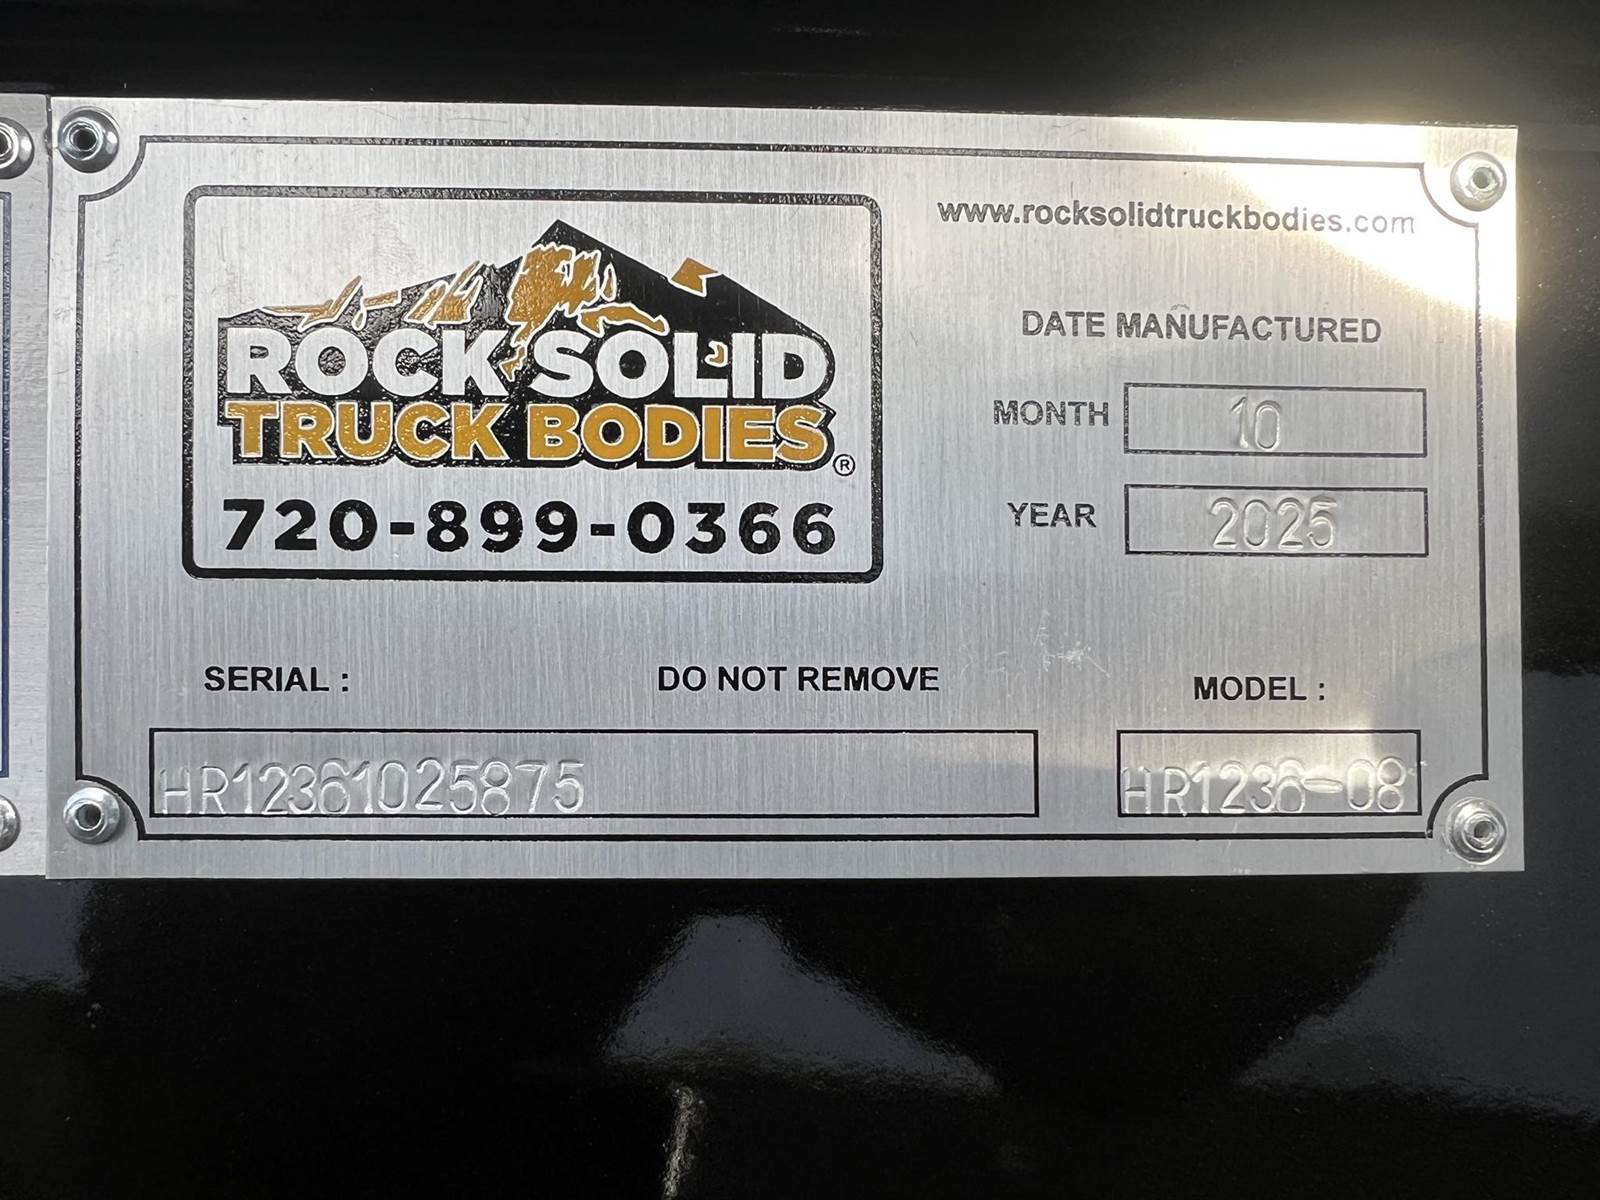 ROCK SOLID
TRUCK BODIES®
720-899-0366
www.rocksolidtruckbodies.com
DATE MANUFACTURED
MONTH 10
YEAR 2025
SERIAL : DO NOT REMOVE MODEL :
HR12361025875 HR1236-08